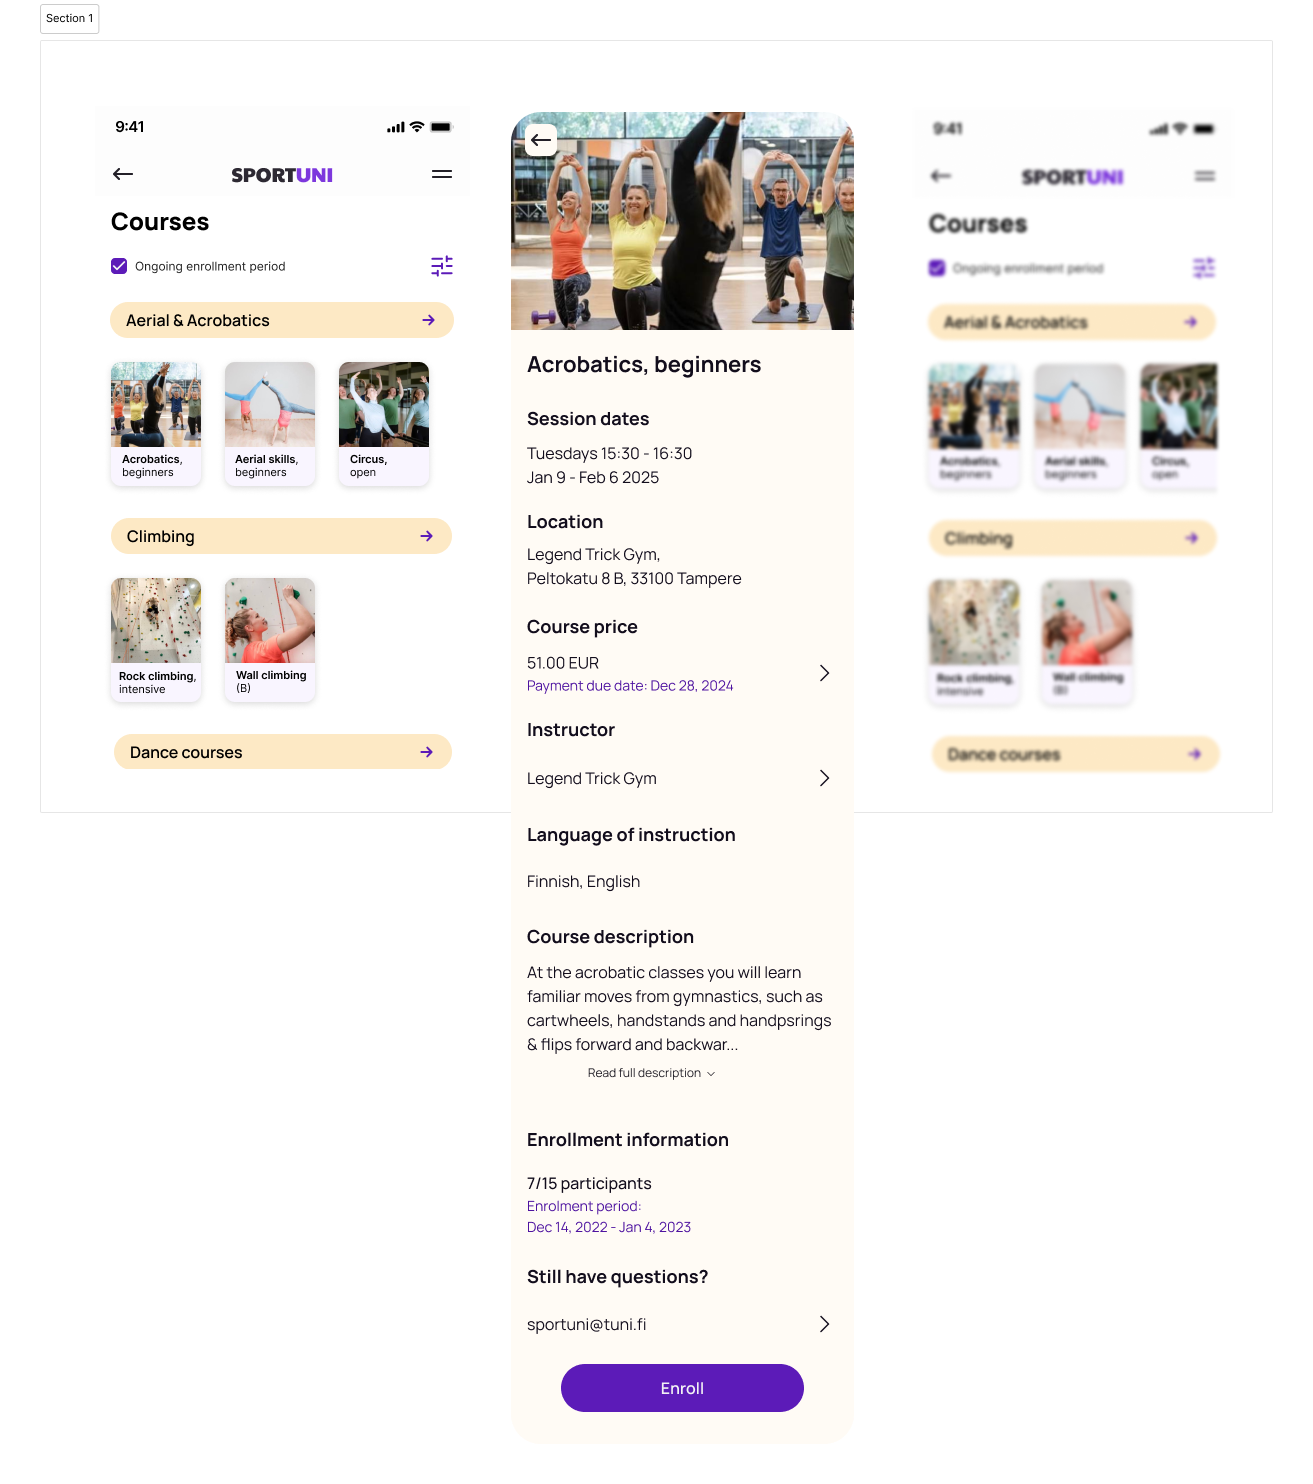 Section 1
9:41
SPORTUNI
Courses
Ongoing enrollment period
Aerial & Acrobatics
Acrobatics,
beginners
Aerial skills,
beginners
Circus,
open
Climbing
Rock climbing,
intensive
Wall climbing
(B)
Dance courses
Acrobatics, beginners
Session dates
Tuesdays 15:30 - 16:30
Jan 9 - Feb 6 2025
Location
Legend Trick Gym,
Peltokatu 8 B, 33100 Tampere
Course price
51.00 EUR
Payment due date: Dec 28, 2024
Instructor
Legend Trick Gym
Language of instruction
Finnish, English
Course description
At the acrobatic classes you will learn
familiar moves from gymnastics, such as
cartwheels, handstands and handpsrings
& flips forward and backwar...
Read full description
Enrollment information
7/15 participants
Enrolment period:
Dec 14, 2022 - Jan 4, 2023
Still have questions?
sportuni@tuni.fi
Enroll
9:41
SPORTUNI
Courses
Ongoing enrollment period
Aerial & Acrobatics
Acrobatics,
beginners
Aerial skills,
beginners
Circus,
open
Climbing
Rock climbing,
intensive
Wall climbing
(B)
Dance courses